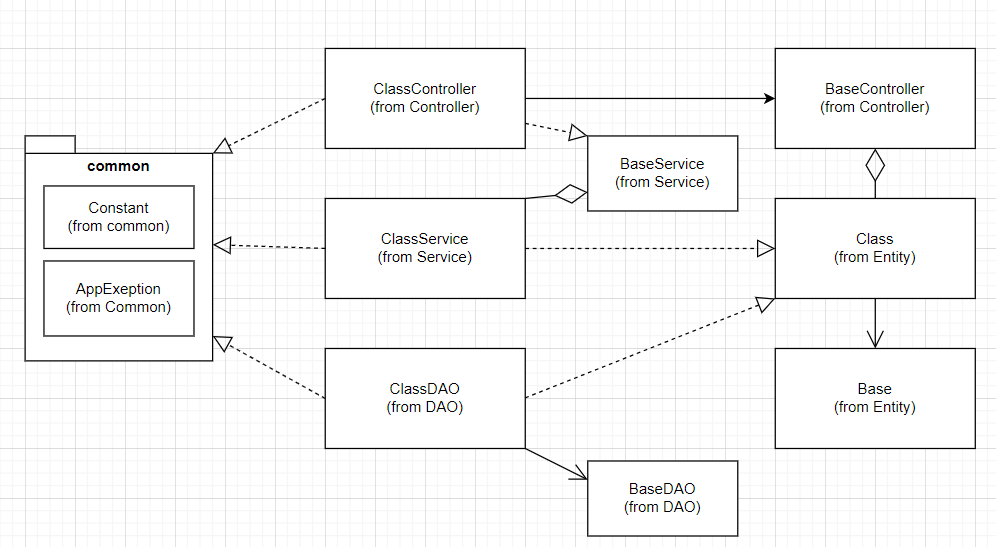 ClassController
(from Controller)
BaseController
(from Controller)
common
Constant
(from common)
AppExeption
(from Common)
BaseService
(from Service)
ClassService
(from Service)
Class
(from Entity)
ClassDAO
(from DAO)
Base
(from Entity)
BaseDAO
(from DAO)